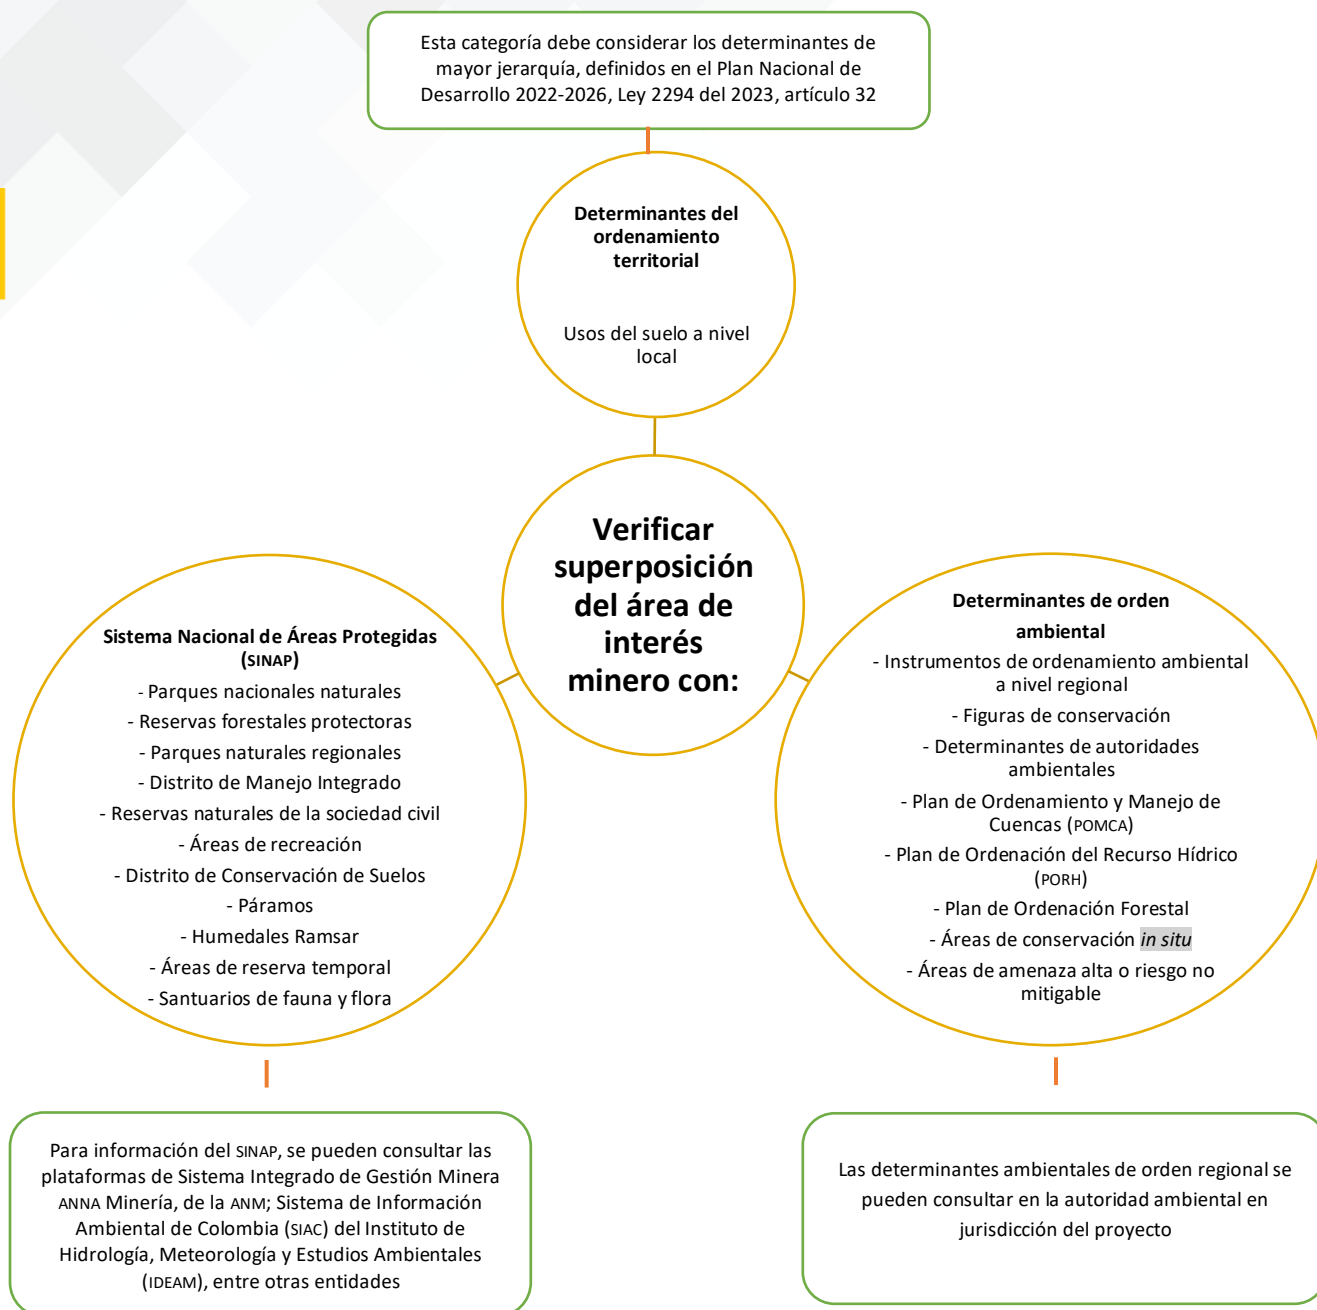 Esta categoría debe considerar los determinantes de
mayor jerarquía, definidos en el Plan Nacional de
Desarrollo 2022-2026, Ley 2294 del 2023, artículo 32
Determinantes del
ordenamiento
territorial
Usos del suelo a nivel
local
Verificar
superposición
del área de
interés
minero con:
Sistema Nacional de Áreas Protegidas
(SINAP)
- Parques nacionales naturales
- Reservas forestales protectoras
- Parques naturales regionales
- Distrito de Manejo Integrado
- Reservas naturales de la sociedad civil
- Áreas de recreación
- Distrito de Conservación de Suelos
- Páramos
- Humedales Ramsar
- Áreas de reserva temporal
- Santuarios de fauna y flora
Determinantes de orden
ambiental
- Instrumentos de ordenamiento ambiental
a nivel regional
- Figuras de conservación
- Determinantes de autoridades
ambientales
- Plan de Ordenamiento y Manejo de
Cuencas (POMCA)
- Plan de Ordenación del Recurso Hídrico
(PORH)
- Plan de Ordenación Forestal
- Áreas de conservación in situ
- Áreas de amenaza alta o riesgo no
mitigable
Para información del SINAP, se pueden consultar las
plataformas de Sistema Integrado de Gestión Minera
ANNA Minería, de la ANM; Sistema de Información
Ambiental de Colombia (SIAC) del Instituto de
Hidrología, Meteorología y Estudios Ambientales
(IDEAM), entre otras entidades
Las determinantes ambientales de orden regional se
pueden consultar en la autoridad ambiental en
jurisdicción del proyecto